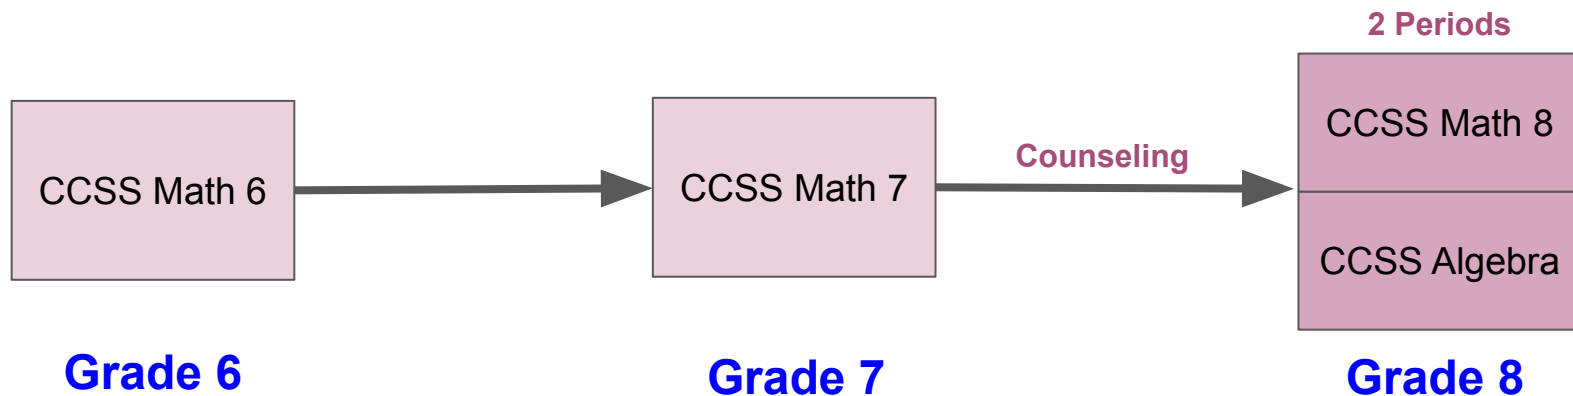 2 Periods
CCSS Math 6
CCSS Math 7
Counseling
CCSS Math 8
CCSS Algebra
Grade 6
Grade 7
Grade 8